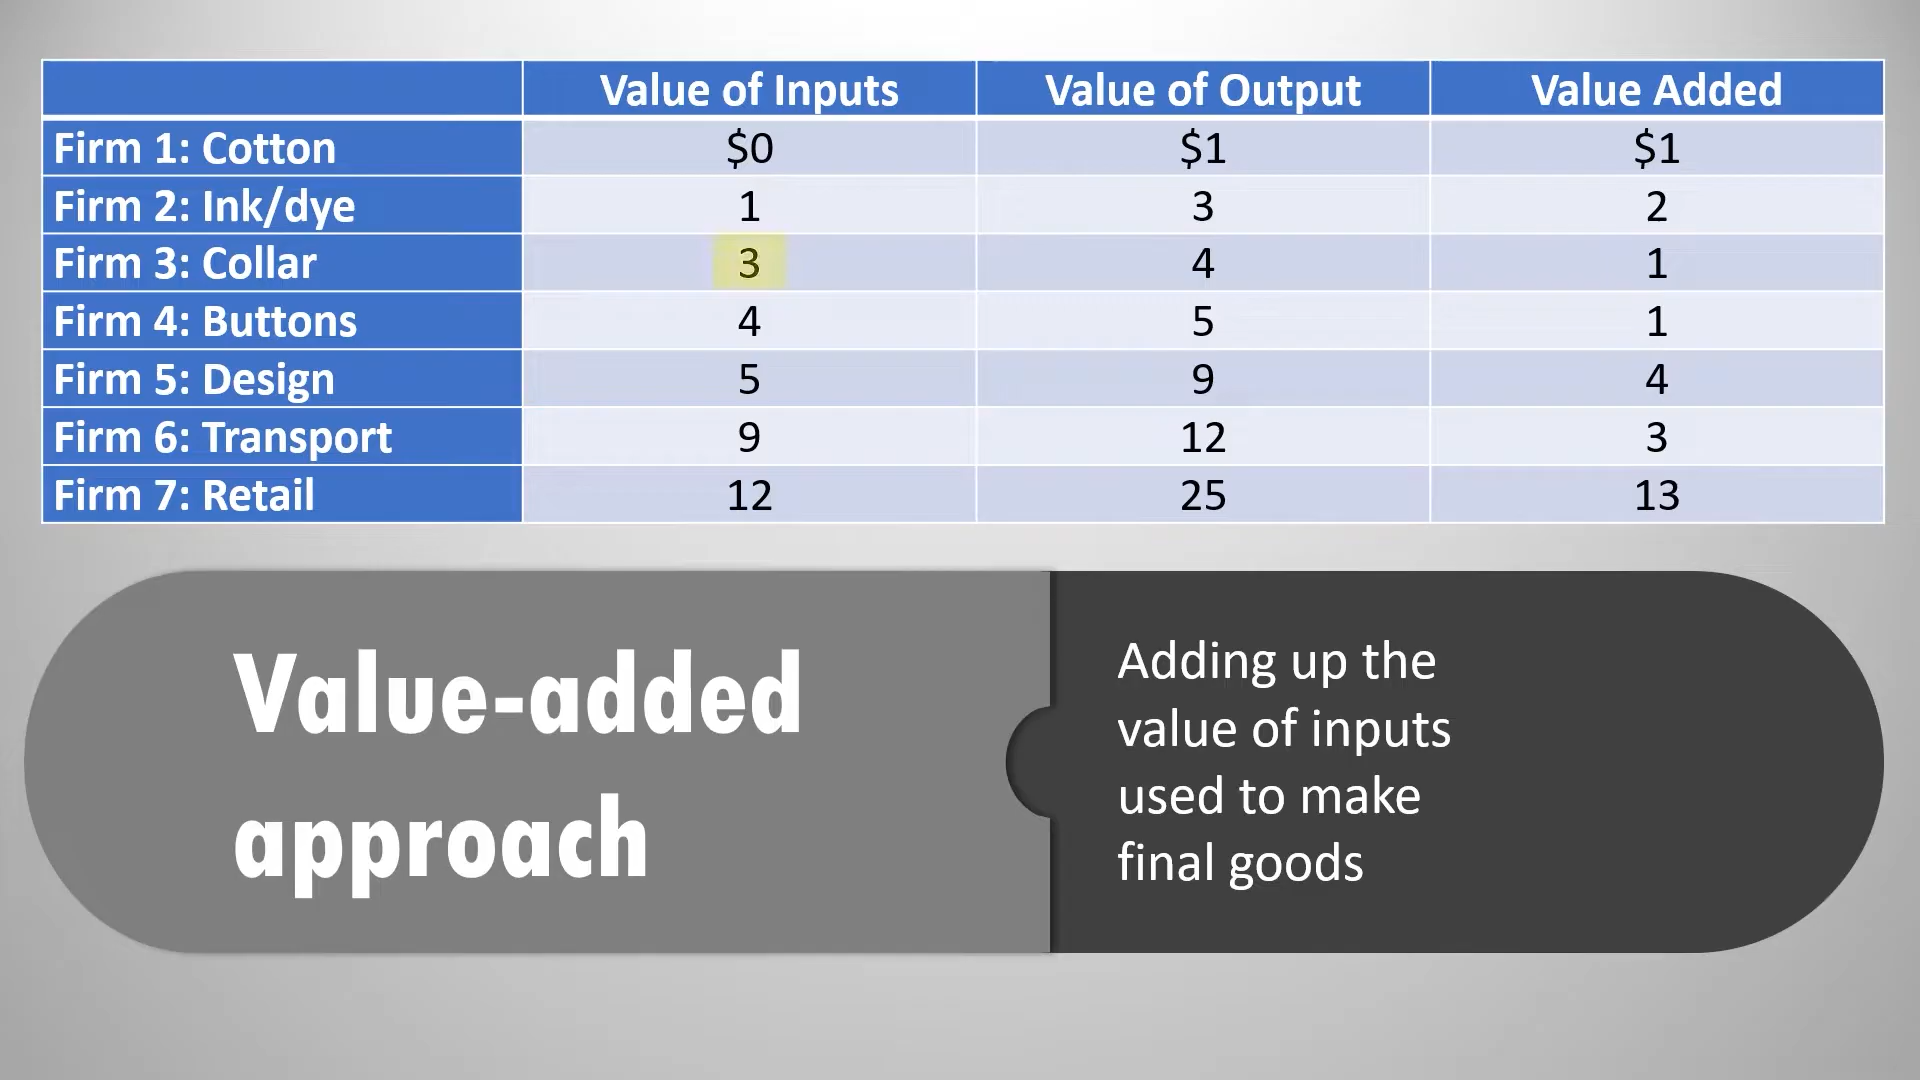 Value of Inputs Value of Output Value Added
Firm 1: Cotton $0 $1 $1
Firm 2: Ink/dye 1 3 2
Firm 3: Collar 3 4 1
Firm 4: Buttons 4 5 1
Firm 5: Design 5 9 4
Firm 6: Transport 9 12 3
Firm 7: Retail 12 25 13
Value-added
approach
Adding up the
value of inputs
used to make
final goods